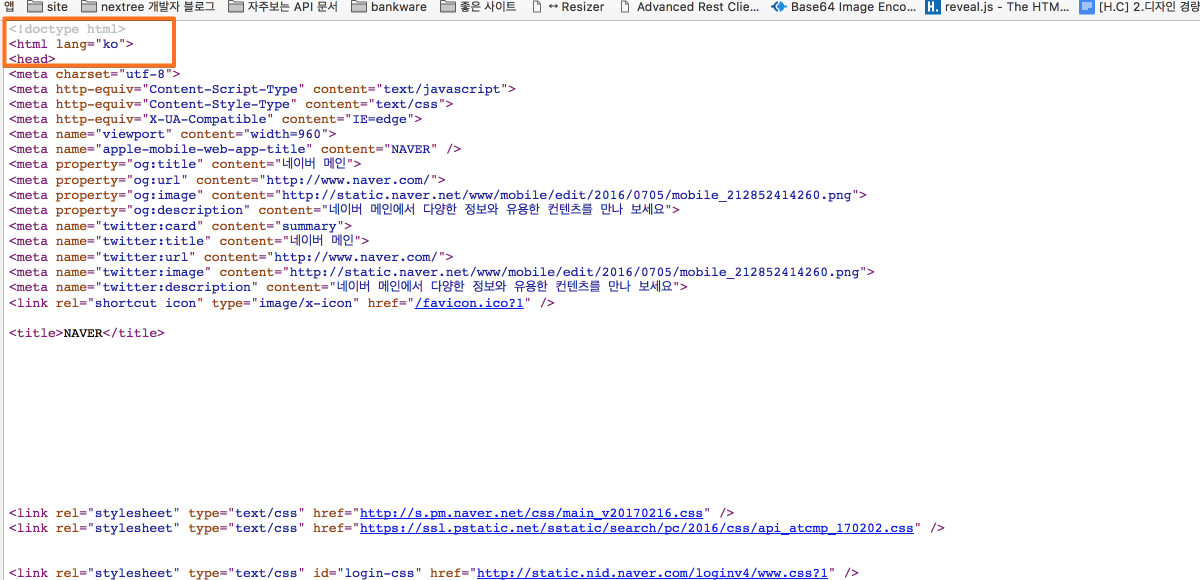 앱 site nextree 개발자 블로그 자주보는 API 문서 bankware 좋은 사이트 ↔ Resizer Advanced Rest Clie... Base64 Image Enco... H. reveal.js - The HTM... [H.C] 2.디자인 경량
<!doctype html>
<html lang="ko">
<head>
<meta charset="utf-8">
<meta http-equiv="Content-Script-Type" content="text/javascript">
<meta http-equiv="Content-Style-Type" content="text/css">
<meta http-equiv="X-UA-Compatible" content="IE=edge">
<meta name="viewport" content="width=960">
<meta name="apple-mobile-web-app-title" content="NAVER" />
<meta property="og:title" content="네이버 메인">
<meta property="og:url" content="http://www.naver.com/">
<meta property="og:image" content="http://static.naver.net/www/mobile/edit/2016/0705/mobile_212852414260.png">
<meta property="og:description" content="네이버 메인에서 다양한 정보와 유용한 컨텐츠를 만나 보세요">
<meta name="twitter:card" content="summary">
<meta name="twitter:title" content="네이버 메인">
<meta name="twitter:url" content="http://www.naver.com/">
<meta name="twitter:image" content="http://static.naver.net/www/mobile/edit/2016/0705/mobile_212852414260.png">
<meta name="twitter:description" content="네이버 메인에서 다양한 정보와 유용한 컨텐츠를 만나 보세요">
<link rel="shortcut icon" type="image/x-icon" href="/favicon.ico?1" />
<title>NAVER</title>
<link rel="stylesheet" type="text/css" href="http://s.pm.naver.net/css/main_v20170216.css" />
<link rel="stylesheet" type="text/css" href="https://ssl.pstatic.net/sstatic/search/pc/2016/css/api_atcmp_170202.css" />
<link rel="stylesheet" type="text/css" id="login-css" href="http://static.nid.naver.com/loginv4/www.css?1" />